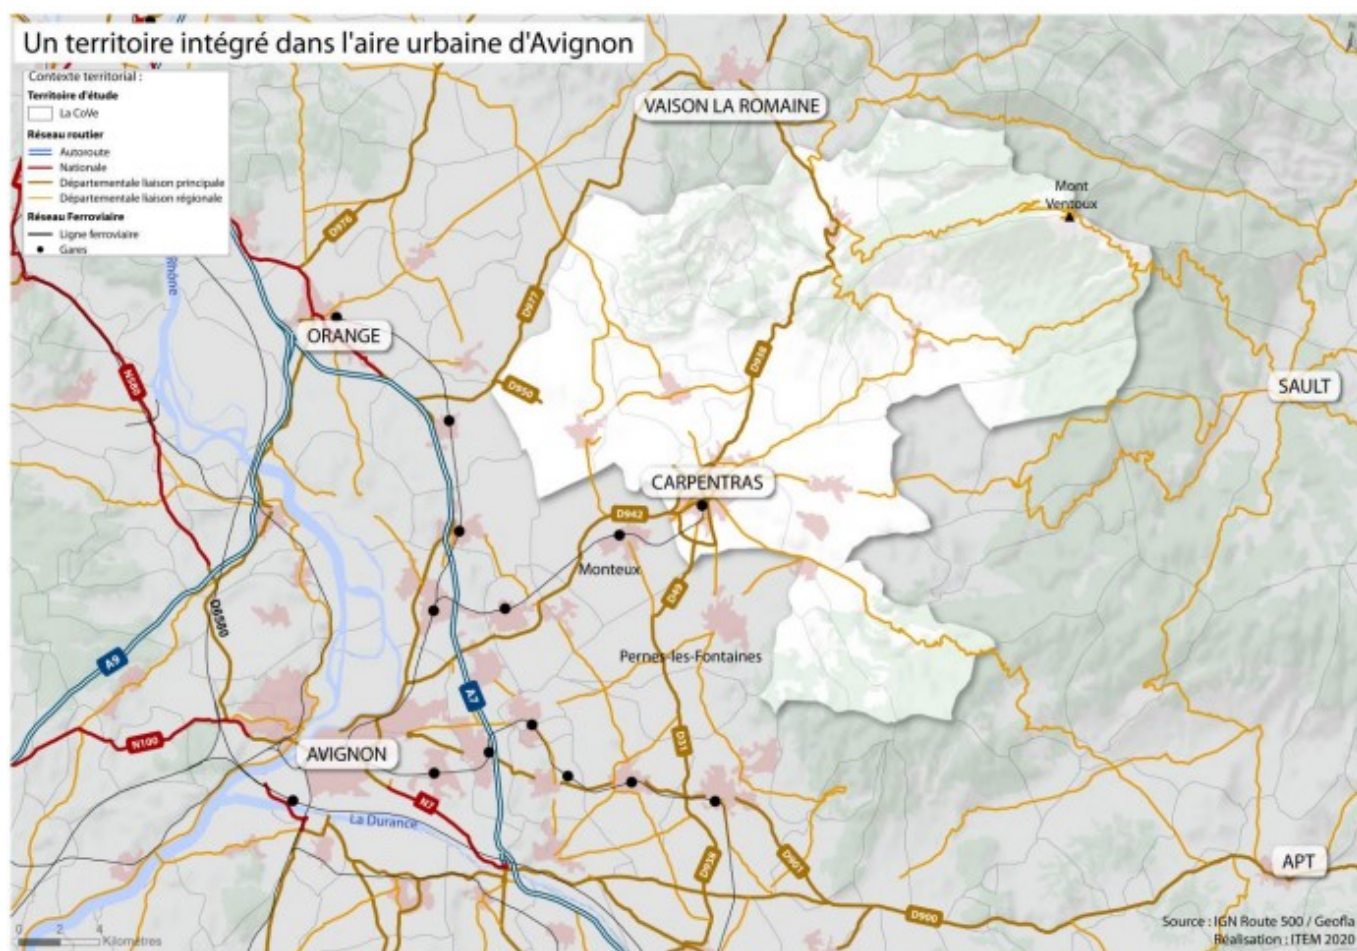 Un territoire intégré dans l'aire urbaine d'Avignon
Contexte territorial :
Territoire d'étude
La CoVe
Réseau routier
Autoroute
Nationale
Départementale liaison principale
Départementale liaison régionale
Réseau Ferroviaire
Ligne ferroviaire
Gares
VAISON LA ROMAINE
Mont
Ventoux
D976
Rhône
D977
ORANGE
N580
D950
D938
SAULT
CARPENTRAS
D942
Monteux
D49
D6580
A9
Pernes-les-Fontaines
A7
N100
D31
AVIGNON
N7
La Durance
D938
D901
APT
D900
0 2 4
Kilomètres
Source : IGN Route 500 / Geofla
Réalisation : ITEM 2020